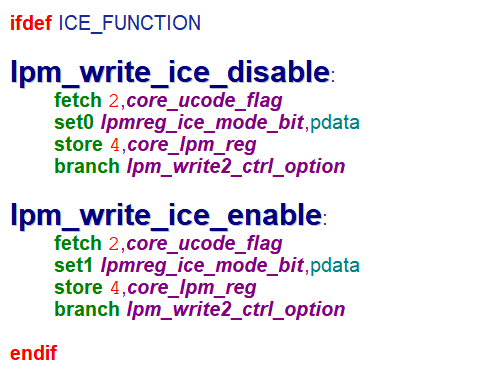 ifdef ICE_FUNCTION
lpm_write_ice_disable:
fetch 2,core_ucode_flag
set0 lpmreg_ice_mode_bit,pdata
store 4,core_lpm_reg
branch lpm_write2_ctrl_option
lpm_write_ice_enable:
fetch 2,core_ucode_flag
set1 lpmreg_ice_mode_bit,pdata
store 4,core_lpm_reg
branch lpm_write2_ctrl_option
endif